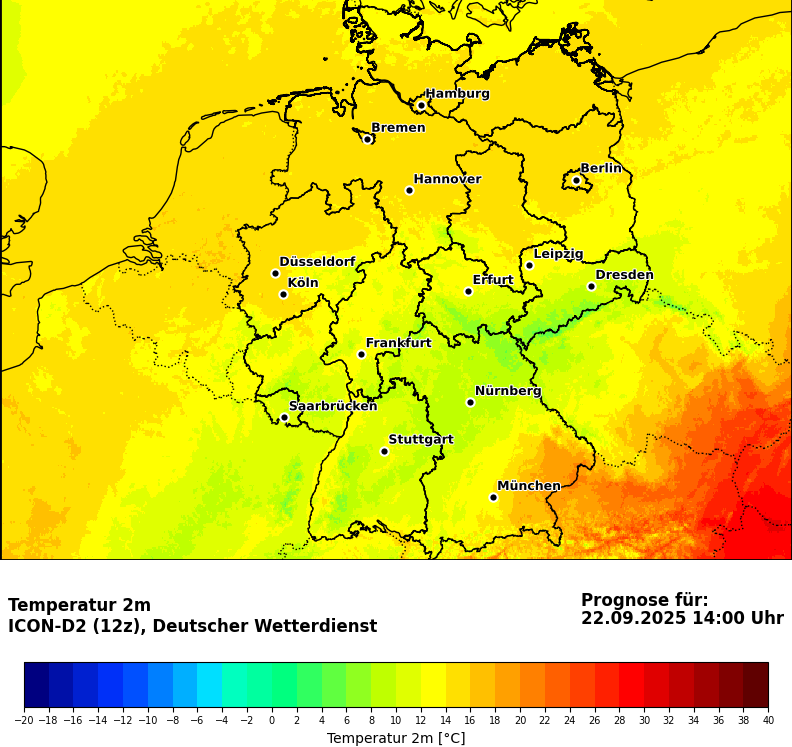 Hamburg
Bremen
Berlin
Hannover
Leipzig
Düsseldorf
Dresden
Köln
Erfurt
Frankfurt
Nürnberg
Saarbrücken
Stuttgart
München
Temperatur 2m
ICON-D2 (12z), Deutscher Wetterdienst
Prognose für:
22.09.2025 14:00 Uhr
−20 −18 −16 −14 −12 −10 −8 −6 −4 −2 0 2 4 6 8 10 12 14 16 18 20 22 24 26 28 30 32 34 36 38 40
Temperatur 2m [°C]